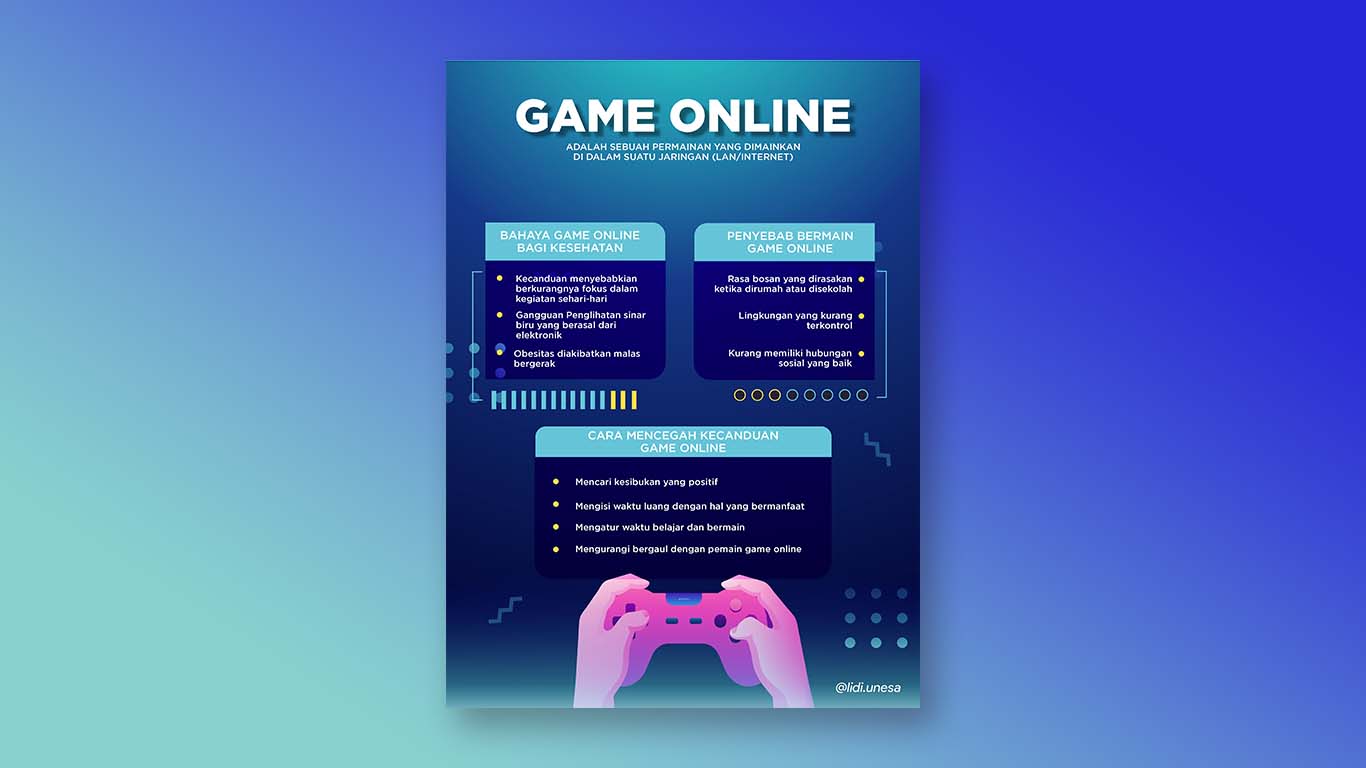 GAME ONLINE
ADALAH SEBUAH PERMAINAN YANG DIMAINKAN
DI DALAM SUATU JARINGAN (LAN/INTERNET)
BAHAYA GAME ONLINE
BAGI KESEHATAN
Kecanduan menyebabkian
berkurangnya fokus dalam
kegiatan sehari-hari
Gangguan Penglihatan sinar
biru yang berasal dari
elektronik
Obesitas diakibatkan malas
bergerak
PENYEBAB BERMAIN
GAME ONLINE
Rasa bosan yang dirasakan
ketika dirumah atau disekolah
Lingkungan yang kurang
terkontrol
Kurang memiliki hubungan
sosial yang baik
CARA MENCEGAH KECANDUAN
GAME ONLINE
Mencari kesibukan yang positif
Mengisi waktu luang dengan hal yang bermanfaat
Mengatur waktu belajar dan bermain
Mengurangi bergaul dengan pemain game online
@lidi.unesa